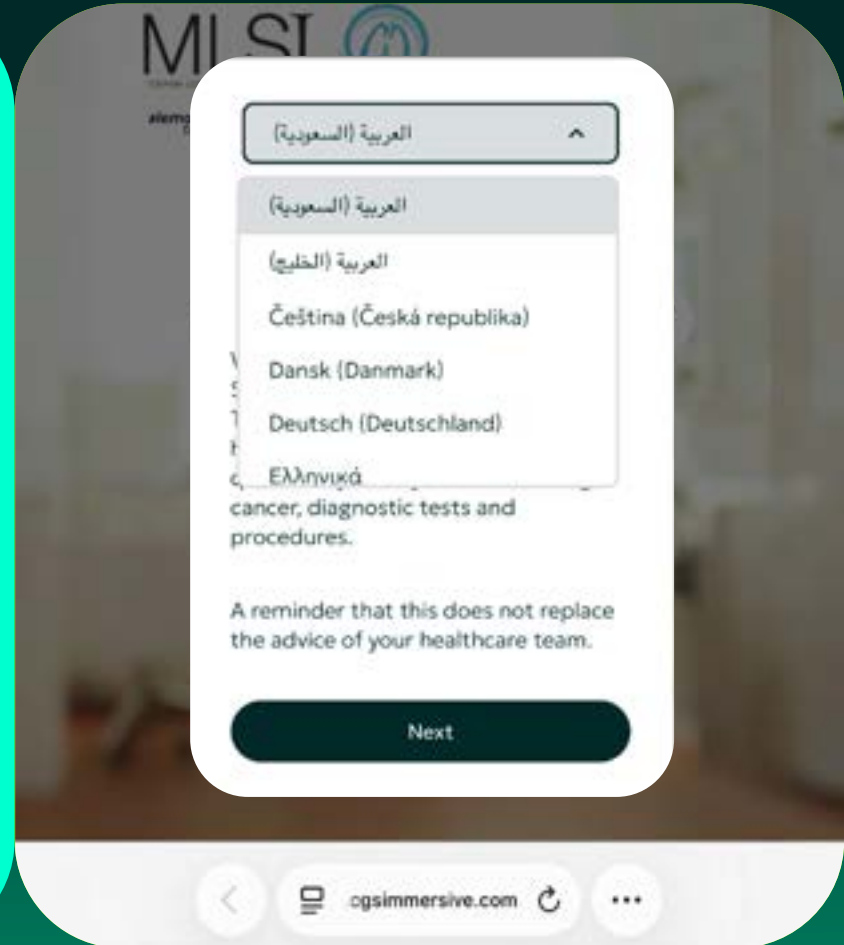 MLSI
العربية (السعودية)
العربية (السعودية)
العربية (الخليج)
Čeština (Česká republika)
Dansk (Danmark)
Deutsch (Deutschland)
Ελληνικά
cancer, diagnostic tests and
procedures.
A reminder that this does not replace
the advice of your healthcare team.
Next
cgsimmersive.com